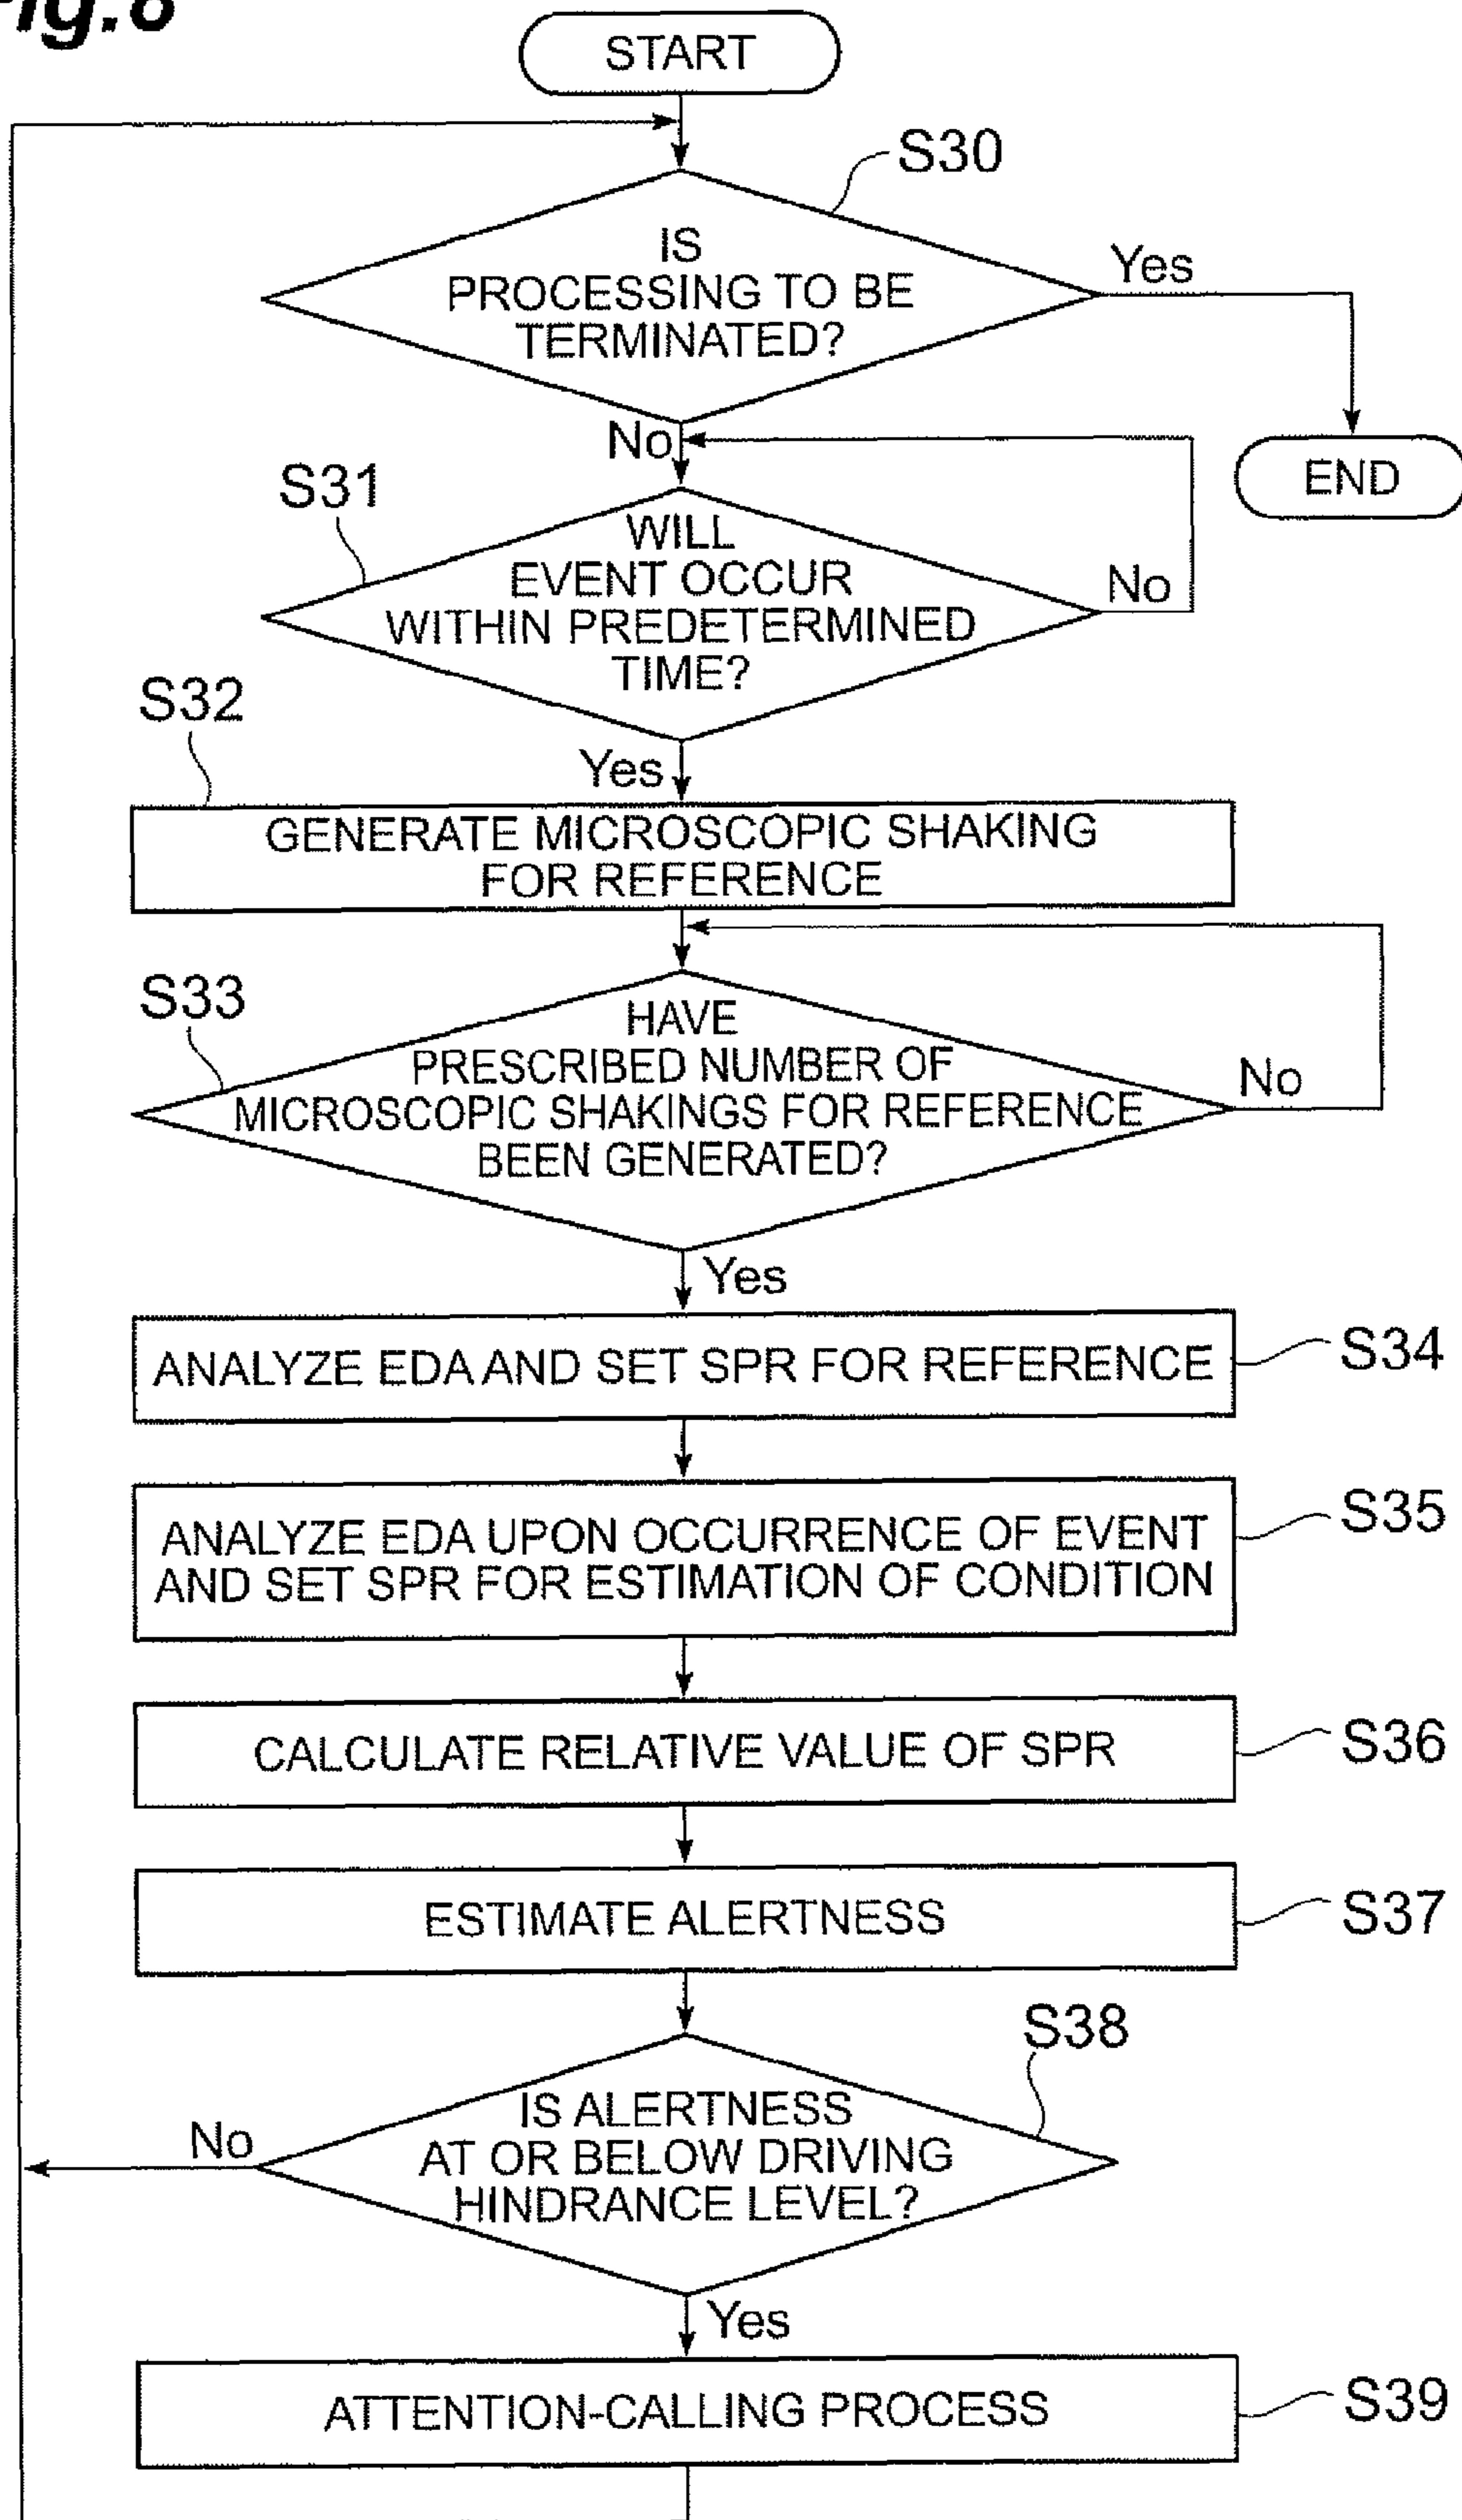 Fig.8
START
S30
IS
PROCESSING TO BE
TERMINATED?
Yes
No
END
S31
WILL
EVENT OCCUR
WITHIN PREDETERMINED
TIME?
No
S32
Yes
GENERATE MICROSCOPIC SHAKING
FOR REFERENCE
S33
HAVE
PRESCRIBED NUMBER OF
MICROSCOPIC SHAKINGS FOR REFERENCE
BEEN GENERATED?
No
Yes
ANALYZE EDA AND SET SPR FOR REFERENCE
S34
ANALYZE EDA UPON OCCURRENCE OF EVENT
AND SET SPR FOR ESTIMATION OF CONDITION
S35
CALCULATE RELATIVE VALUE OF SPR
S36
ESTIMATE ALERTNESS
S37
S38
IS ALERTNESS
AT OR BELOW DRIVING
HINDRANCE LEVEL?
No
Yes
ATTENTION-CALLING PROCESS
S39